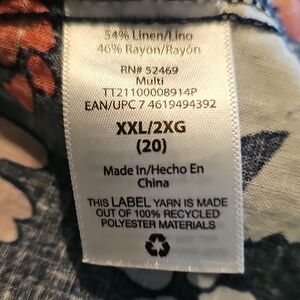 54% Linen/Lino
46% Rayon/Rayón
RN# 52469
Multi
TT21100008914P
EAN/UPC 7 4619494392
XXL/2XG
(20)
Made In/Hecho En
China
THIS LABEL YARN IS MADE
OUT OF 100% RECYCLED
POLYESTER MATERIALS